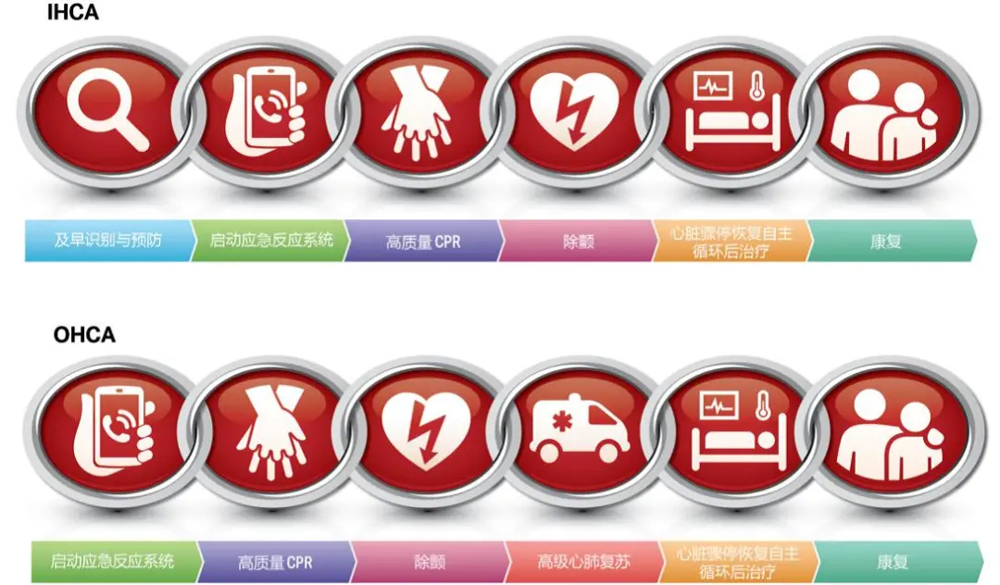 IHCA
及早识别与预防
启动应急反应系统
高质量 CPR
除颤
心脏骤停恢复自主
循环后治疗
康复
OHCA
启动应急反应系统
高质量 CPR
除颤
高级心肺复苏
心脏骤停恢复自主
循环后治疗
康复